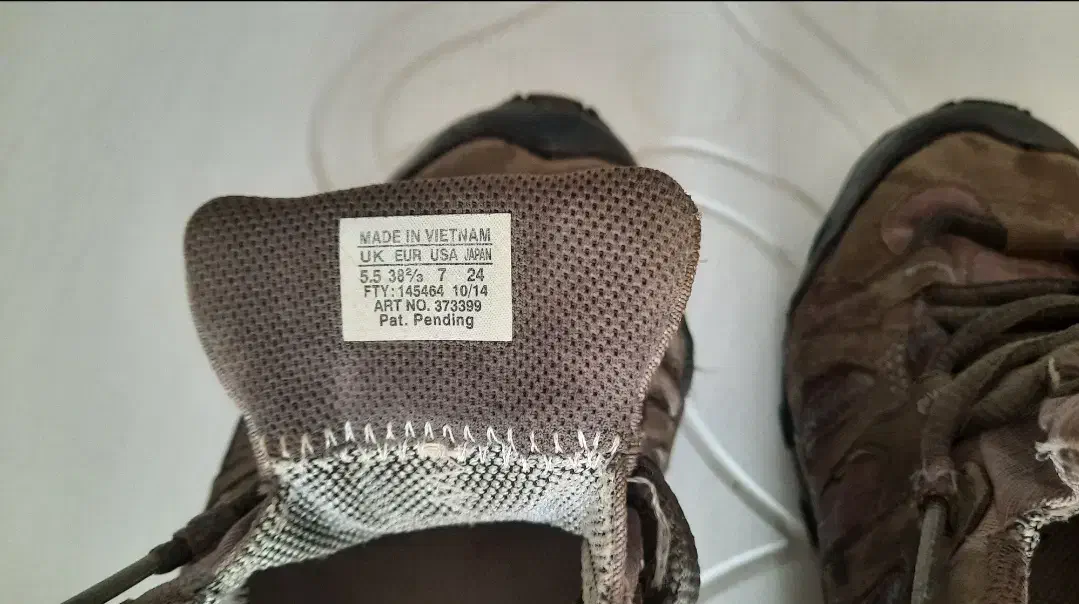 MADE IN VIETNAM
UK EUR USA JAPAN
5.5 38⅔ 7 24
FTY: 145464 10/14
ART NO. 373399
Pat. Pending